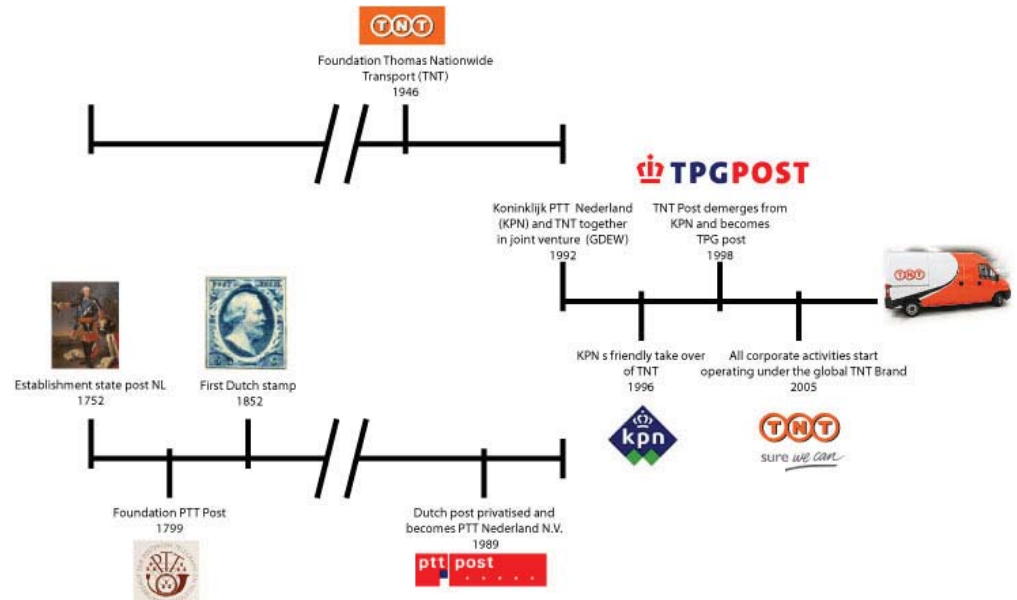 TNT
Foundation Thomas Nationwide
Transport (TNT)
1946
TPGPOST
Koninklijk PTT Nederland
(KPN) and TNT together
in joint venture (GDEW)
1992
TNT Post demerges from
KPN and becomes
TPG post
1998
TNT
KPN s friendly take over
of TNT
1996
kpn
All corporate activities start
operating under the global TNT Brand
2005
TNT
sure we can
Establishment state post NL
1752
POST
First Dutch stamp
1852
Foundation PTT Post
1799
Dutch post privatised and
becomes PTT Nederland N.V.
1989
ptt post